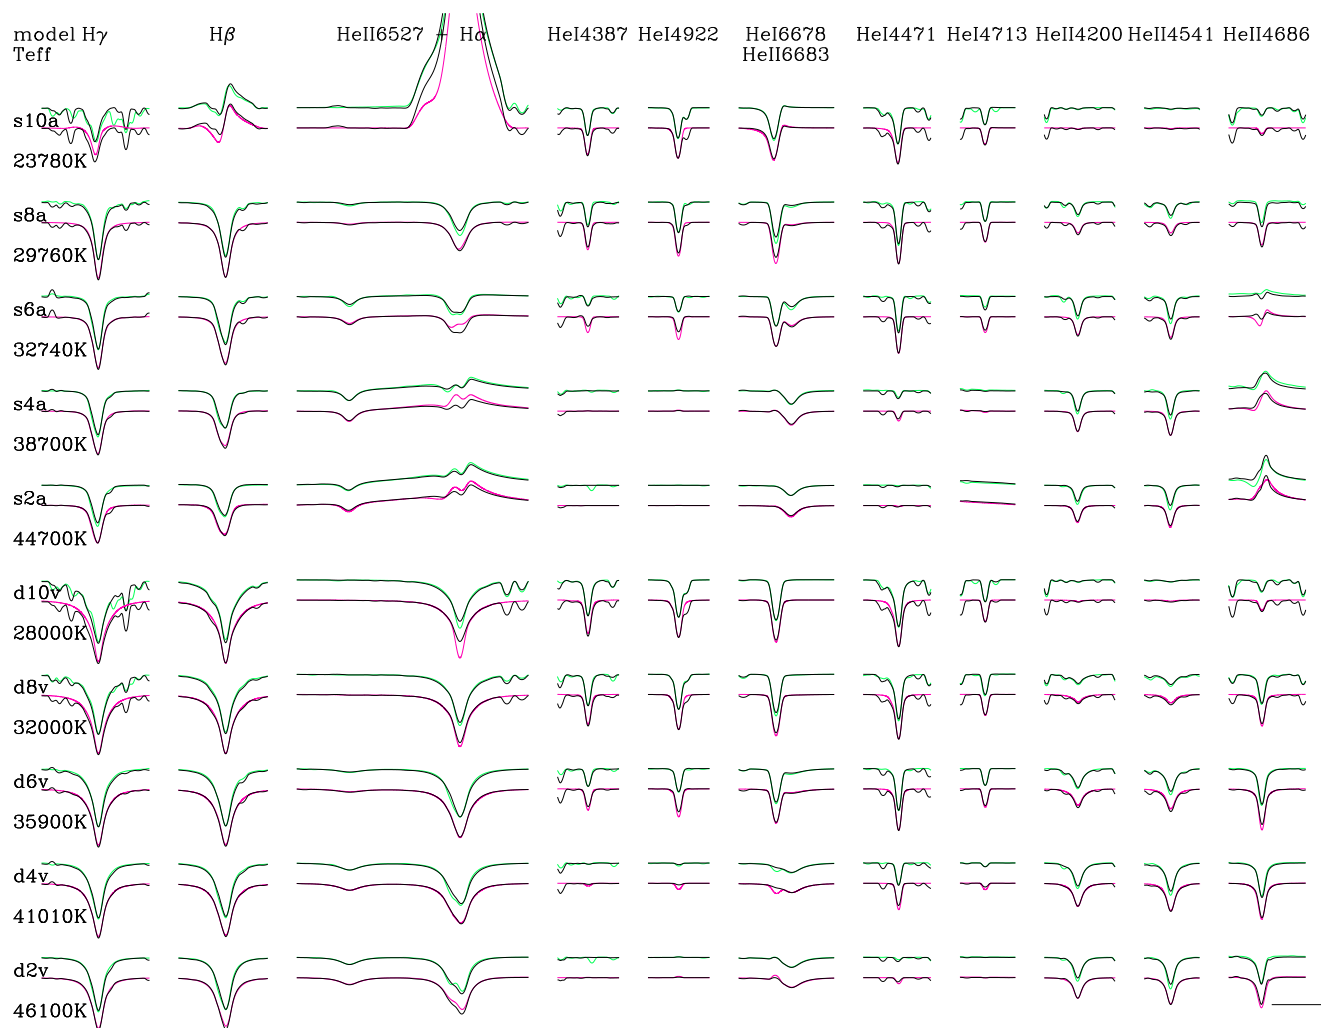 model Hγ Hβ HeII6527 + Hα HeI4387 HeI4922 HeI6678 HeI4471 HeI4713 HeII4200 HeII4541 HeII4686
Teff HeII6683
s10a
23780K
s8a
29760K
s6a
32740K
s4a
38700K
s2a
44700K
d10v
28000K
d8v
32000K
d6v
35900K
d4v
41010K
d2v
46100K